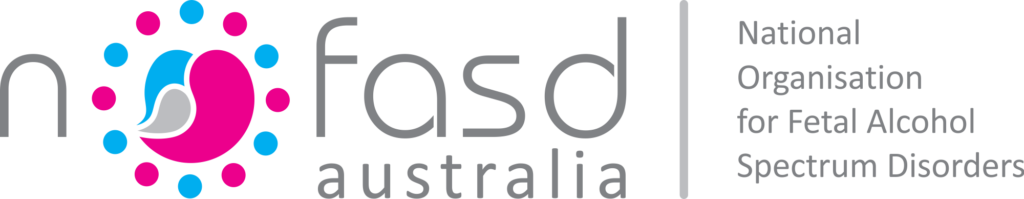 nofasd
australia
National
Organisation
for Fetal Alcohol
Spectrum Disorders